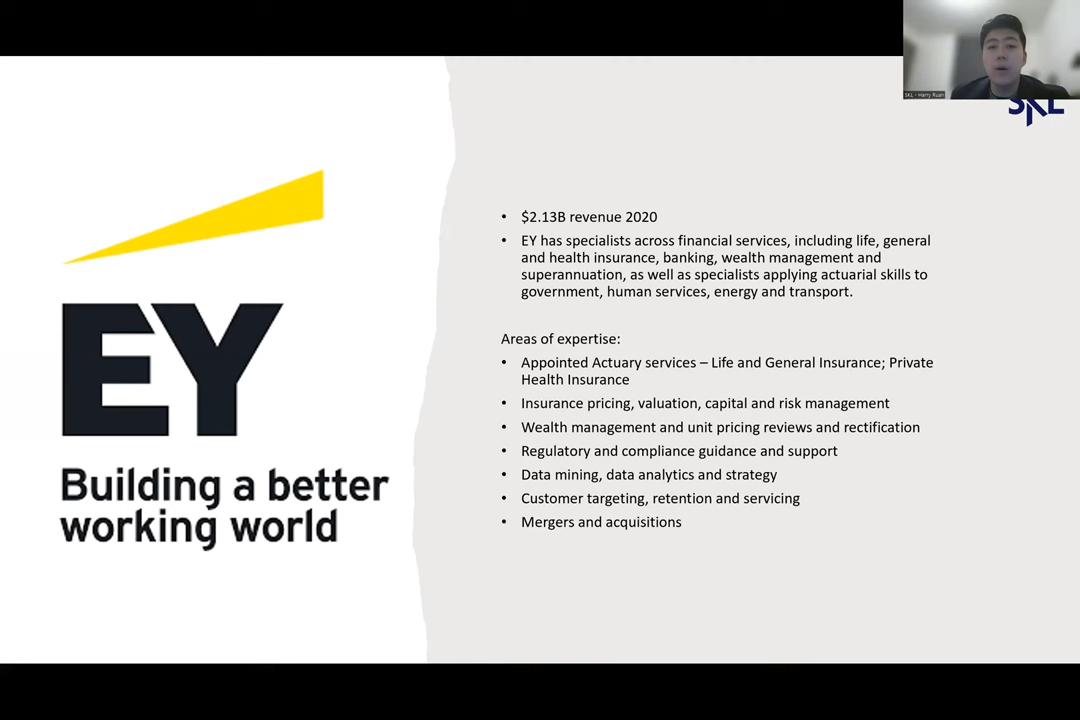 SKL - Harry Ruan
SKL
• $2.13B revenue 2020
• EY has specialists across financial services, including life, general
and health insurance, banking, wealth management and
superannuation, as well as specialists applying actuarial skills to
government, human services, energy and transport.
Areas of expertise:
• Appointed Actuary services – Life and General Insurance; Private
Health Insurance
• Insurance pricing, valuation, capital and risk management
• Wealth management and unit pricing reviews and rectification
• Regulatory and compliance guidance and support
• Data mining, data analytics and strategy
• Customer targeting, retention and servicing
• Mergers and acquisitions
EY
Building a better
working world